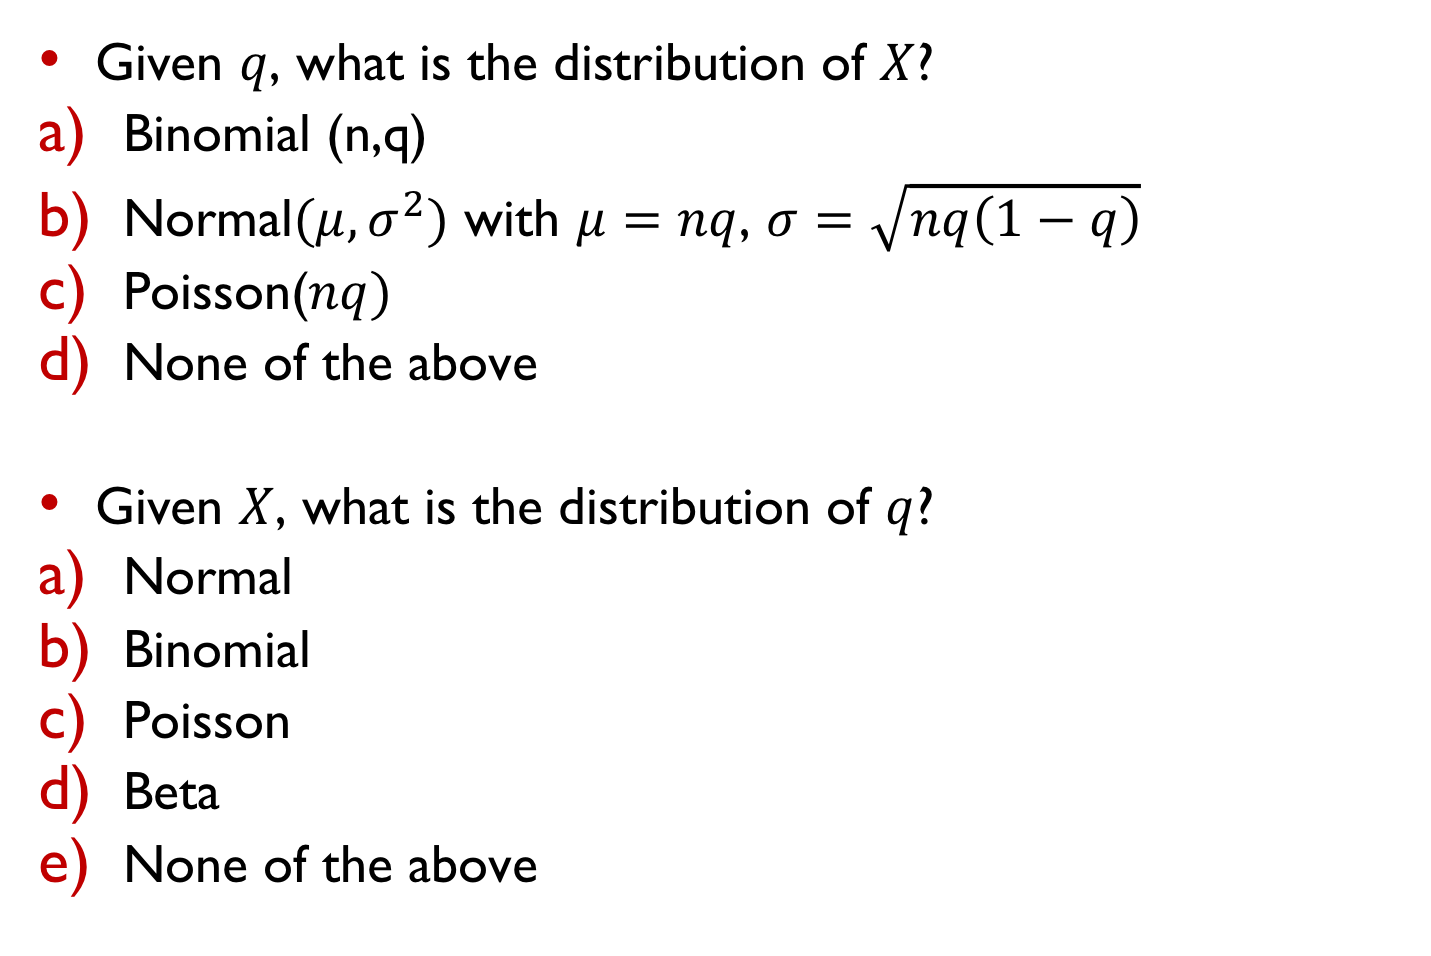 • Given 𝑞, what is the distribution of 𝑋?
a) Binomial (n,q)
b) Normal(𝜇, 𝜎²) with 𝜇 = 𝑛𝑞, 𝜎 = √𝑛𝑞(1 − 𝑞)
c) Poisson(𝑛𝑞)
d) None of the above
• Given 𝑋, what is the distribution of 𝑞?
a) Normal
b) Binomial
c) Poisson
d) Beta
e) None of the above